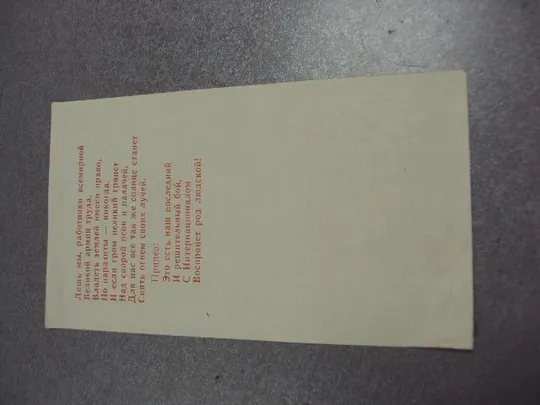 Лишь мы, работники всемирной
Великой армии труда,
Владеть землей имеем право,
Но паразиты — никогда.
И если гром великий грянет
Над сворой псов и палачей,
Для нас все так же солнце станет
Сиять огнем своих лучей.
Припев:
Это есть наш последний
И решительный бой,
С Интернационалом
Воспрянет род людской!